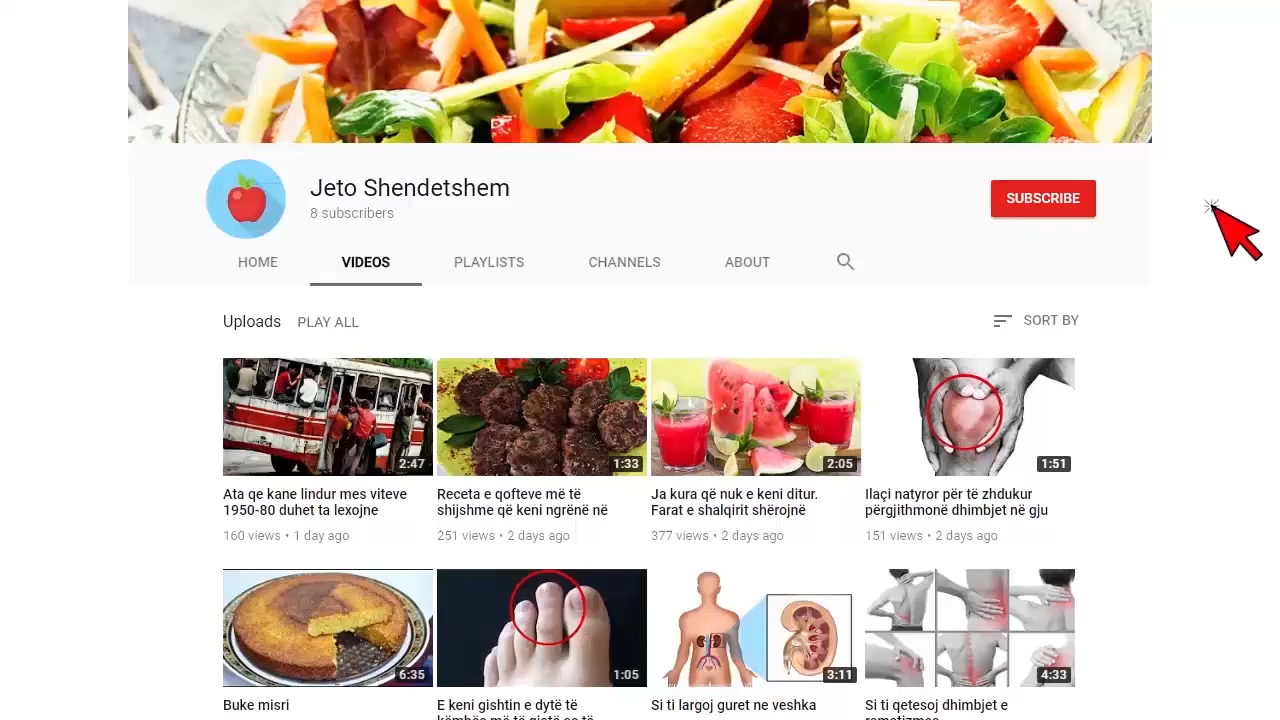 Jeto Shendetshem
8 subscribers
SUBSCRIBE
HOME VIDEOS PLAYLISTS CHANNELS ABOUT
Uploads PLAY ALL SORT BY
2:47 1:33 2:05 1:51
Ata qe kane lindur mes viteve
1950-80 duhet ta lexojne
160 views • 1 day ago
Receta e qofteve më të
shijshme që keni ngrënë në
251 views • 2 days ago
Ja kura që nuk e keni ditur.
Farat e shalqirit shërojnë
377 views • 2 days ago
Ilaçi natyror për të zhdukur
përgjithmonë dhimbjet në gju
151 views • 2 days ago
6:35 1:05 3:11 4:33
Buke misri
E keni gishtin e dytë të
Si ti largoj guret ne veshka
Si ti qetesoj dhimbjet e